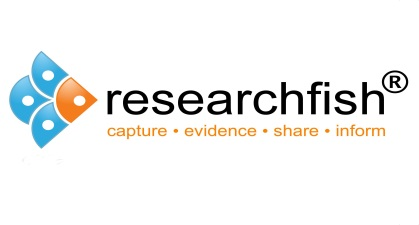 researchfish®
capture • evidence • share • inform